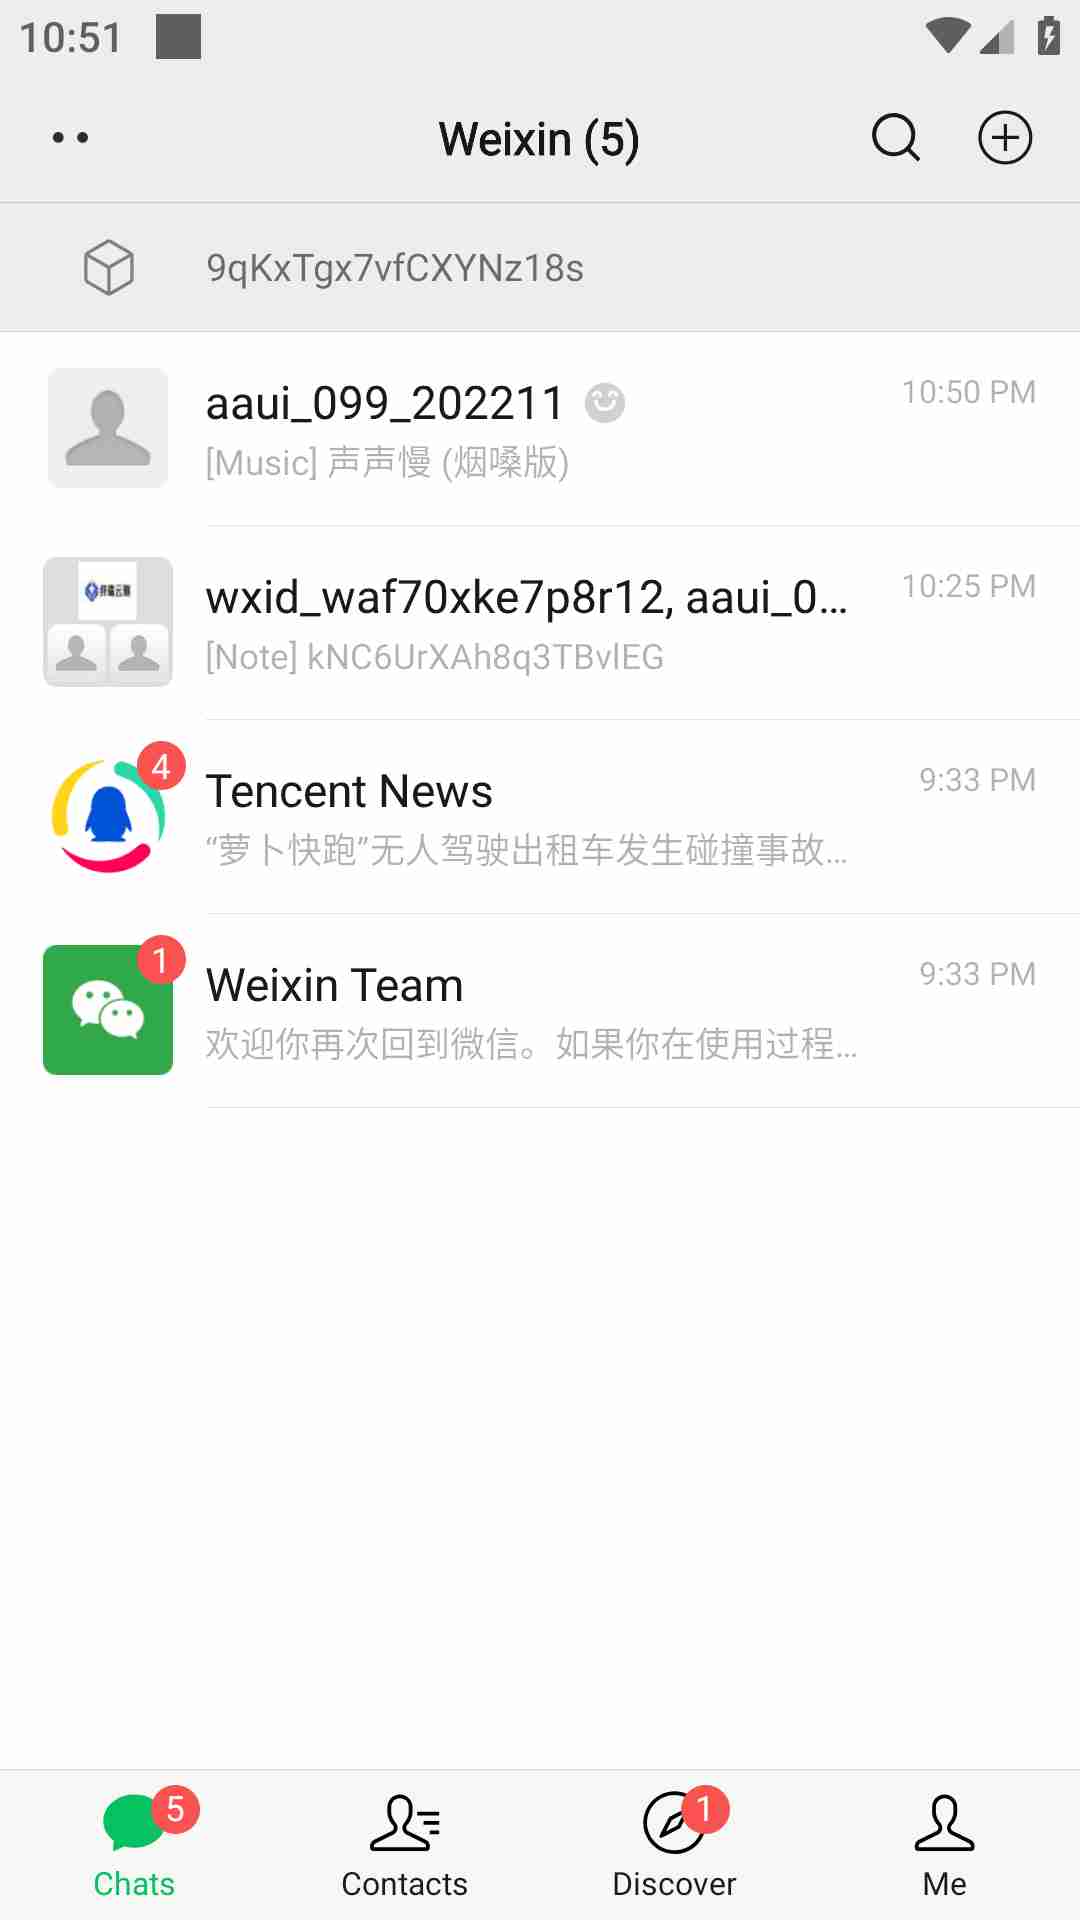 10:51
Weixin (5)
9qKxTgx7vfCXYNz18s
aaui_099_202211
10:50 PM
[Music] 声声慢 (烟嗓版)
wxid_waf70xke7p8r12, aaui_0...
10:25 PM
[Note] kNC6UrXAh8q3TBvlEG
4
Tencent News
9:33 PM
“萝卜快跑”无人驾驶出租车发生碰撞事故...
1
Weixin Team
9:33 PM
欢迎你再次回到微信。如果你在使用过程...
5
1
Chats
Contacts
Discover
Me